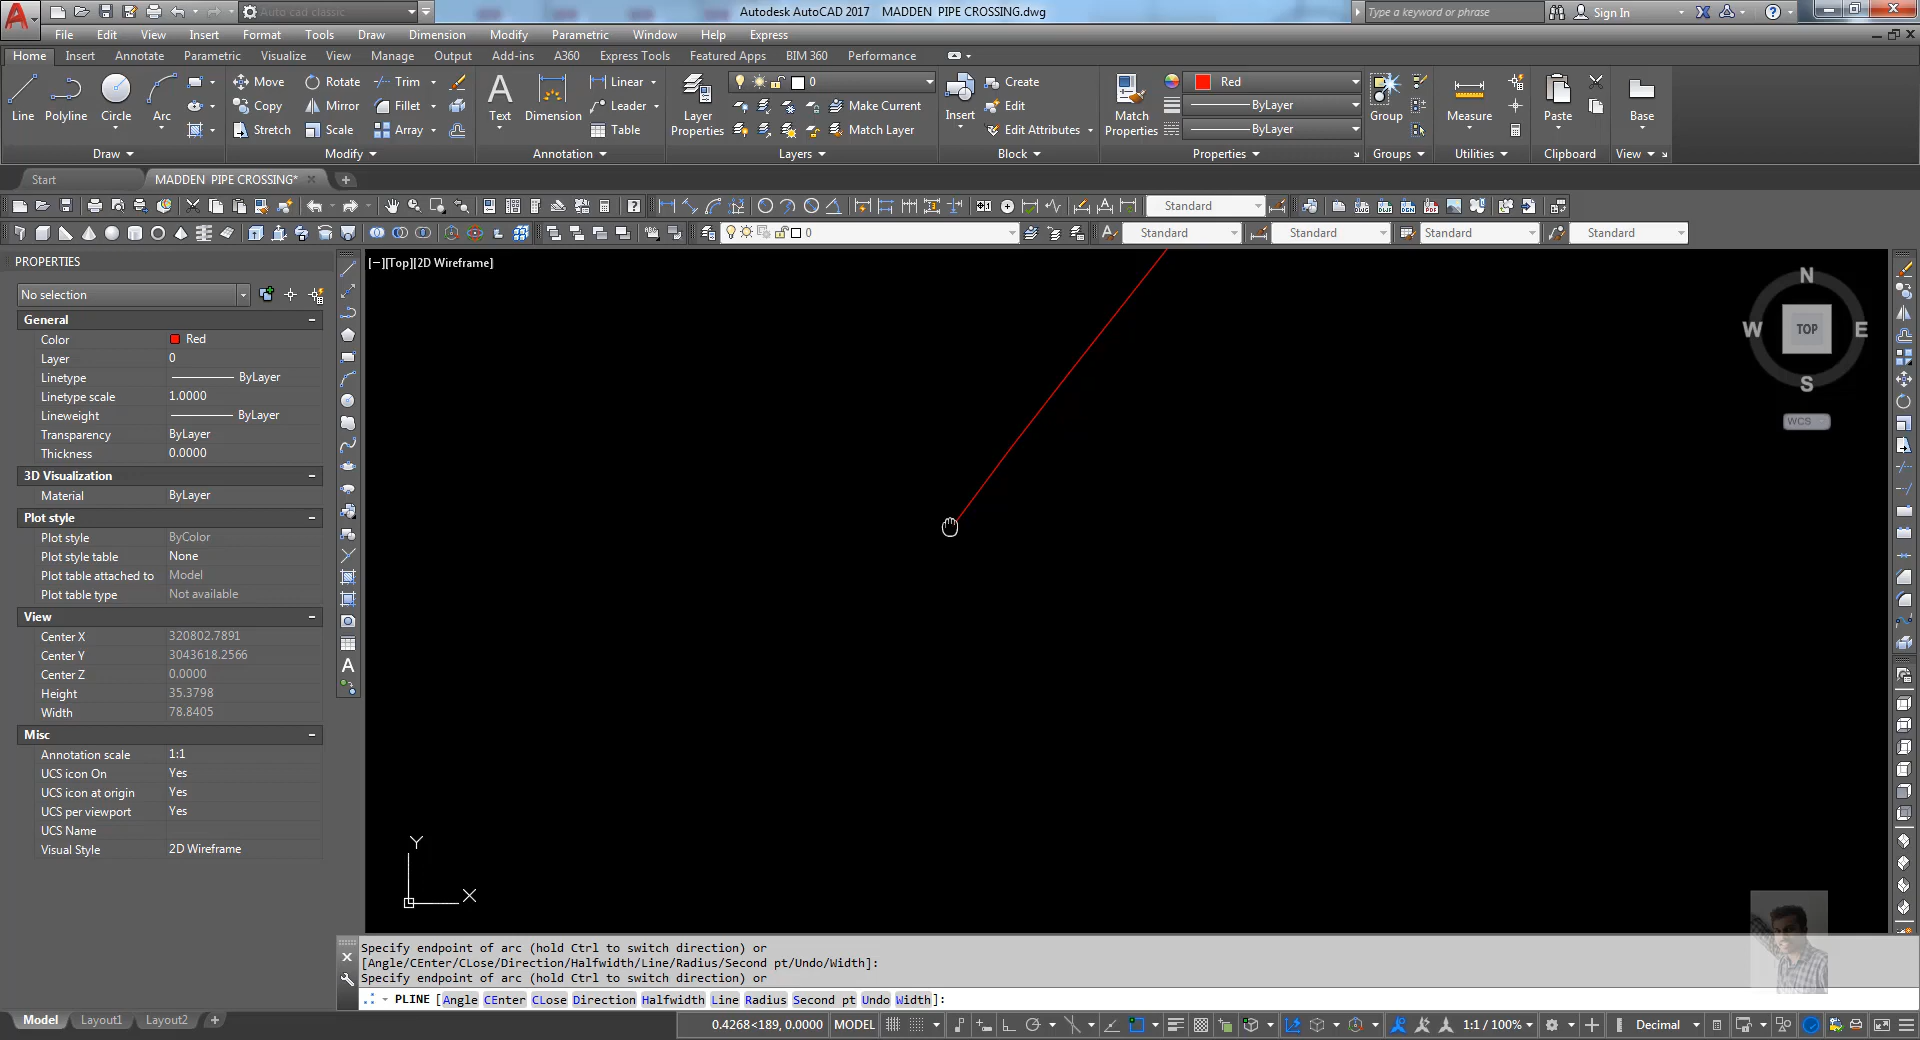 Auto cad classic
Autodesk AutoCAD 2017 MADDEN PIPE CROSSING.dwg
Type a keyword or phrase
Sign In
File Edit View Insert Format Tools Draw Dimension Modify Parametric Window Help Express
Home Insert Annotate Parametric Visualize View Manage Output Add-ins A360 Express Tools Featured Apps BIM 360 Performance
Line Polyline Circle Arc
Draw
Move Rotate Trim
Copy Mirror Fillet
Stretch Scale Array
Modify
Text Dimension
Linear
Leader
Table
Annotation
Layer Properties
0
Make Current
Match Layer
Layers
Insert
Create
Edit
Edit Attributes
Block
Match Properties
Red
ByLayer
ByLayer
Properties
Group
Groups
Measure
Utilities
Paste
Clipboard
Base
View
Start MADDEN PIPE CROSSING*
Standard
0
Standard Standard Standard Standard
PROPERTIES
No selection
General
Color Red
Layer 0
Linetype ByLayer
Linetype scale 1.0000
Lineweight ByLayer
Transparency ByLayer
Thickness 0.0000
3D Visualization
Material ByLayer
Plot style
Plot style ByColor
Plot style table None
Plot table attached to Model
Plot table type Not available
View
Center X 320802.7891
Center Y 3043618.2566
Center Z 0.0000
Height 35.3798
Width 78.8405
Misc
Annotation scale 1:1
UCS icon On Yes
UCS icon at origin Yes
UCS per viewport Yes
UCS Name
Visual Style 2D Wireframe
[−][Top][2D Wireframe]
N
W TOP E
S
WCS
Y
X
Specify endpoint of arc (hold Ctrl to switch direction) or
[Angle/CEnter/CLose/Direction/Halfwidth/Line/Radius/Second pt/Undo/Width]:
Specify endpoint of arc (hold Ctrl to switch direction) or
PLINE [Angle CEnter CLose Direction Halfwidth Line Radius Second pt Undo Width]:
Model Layout1 Layout2 +
0.4268<189, 0.0000 MODEL 1:1 / 100% Decimal